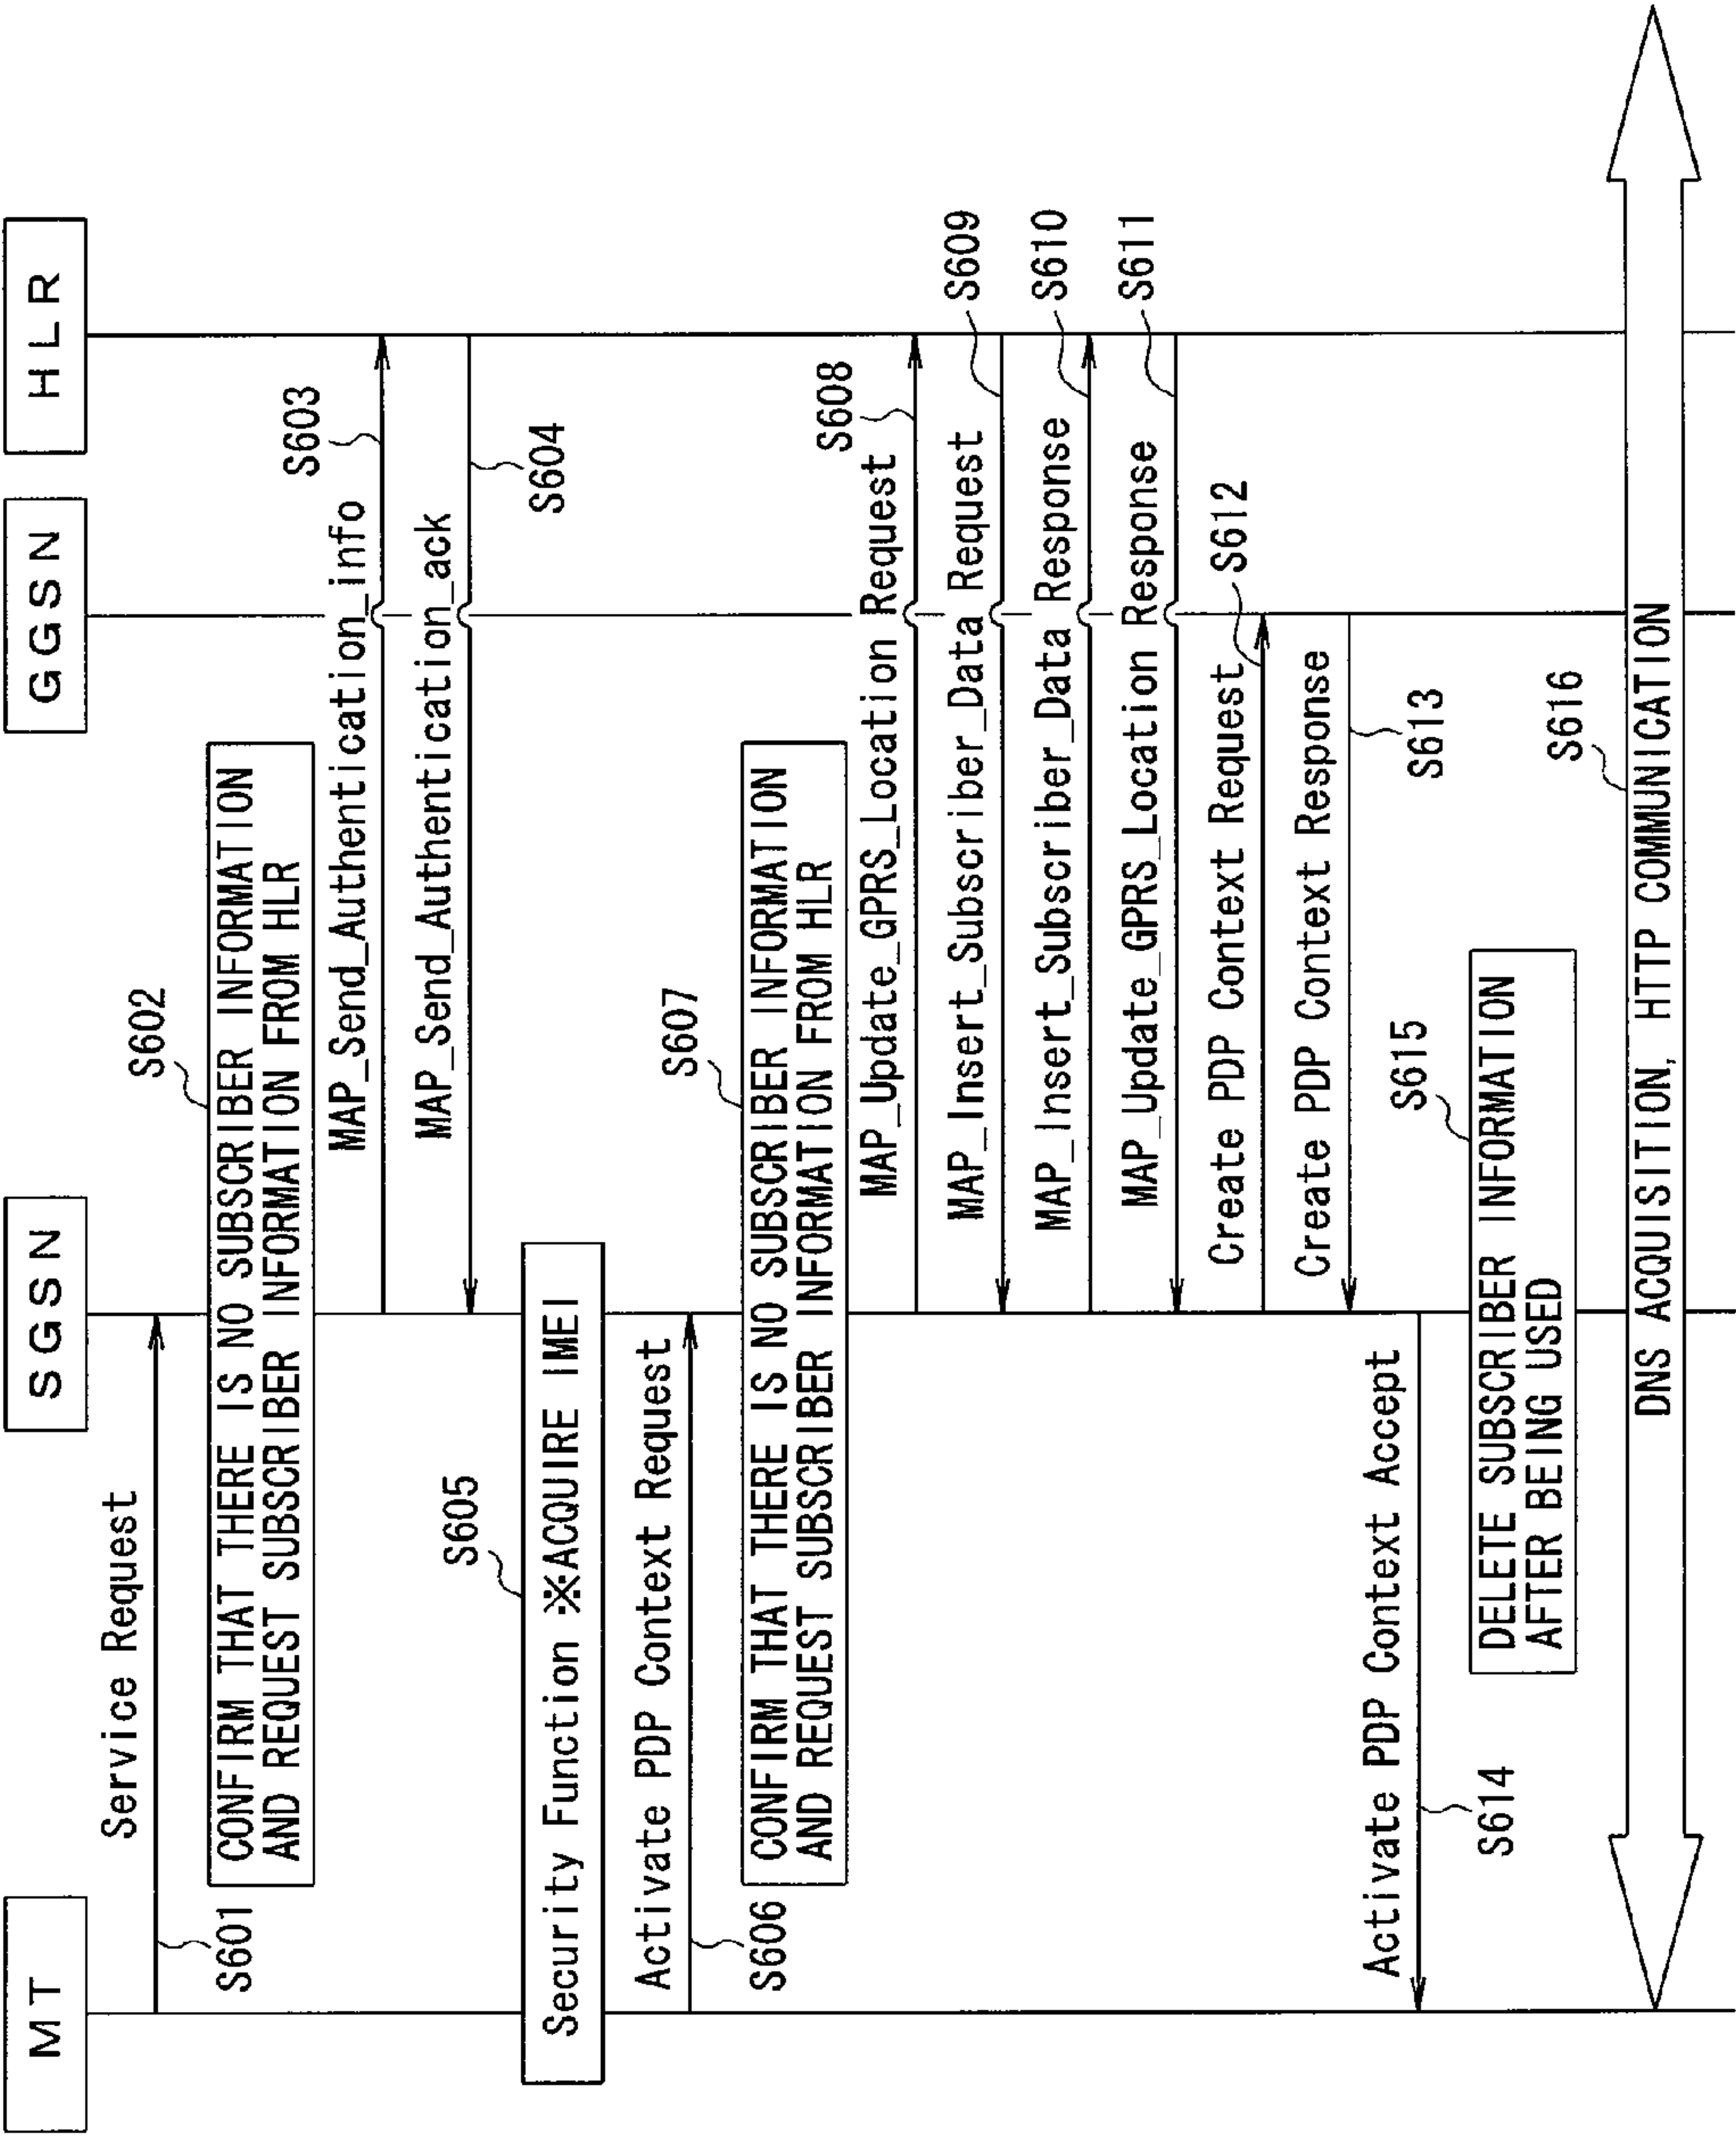 MT
SGSN
GGSN
HLR
Service Request
S601
S602
CONFIRM THAT THERE IS NO SUBSCRIBER INFORMATION
AND REQUEST SUBSCRIBER INFORMATION FROM HLR
MAP_Send_Authentication_info
S603
MAP_Send_Authentication_ack
S604
S605
Security Function ※ACQUIRE IMEI
Activate PDP Context Request
S606
S607
CONFIRM THAT THERE IS NO SUBSCRIBER INFORMATION
AND REQUEST SUBSCRIBER INFORMATION FROM HLR
MAP_Update_GPRS_Location Request
S608
MAP_Insert_Subscriber_Data Request
S609
MAP_Insert_Subscriber_Data Response
S610
MAP_Update_GPRS_Location Response
S611
Create PDP Context Request
S612
Create PDP Context Response
S613
Activate PDP Context Accept
S614
S615
DELETE SUBSCRIBER INFORMATION
AFTER BEING USED
S616
DNS ACQUISITION, HTTP COMMUNICATION